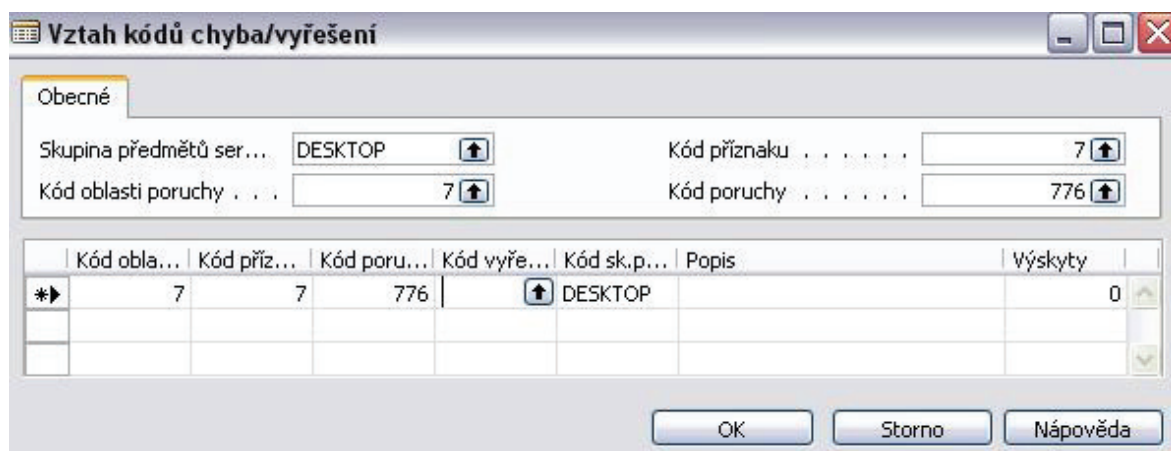 Vztah kódů chyba/vyřešení
Obecné
Skupina předmětů ser... DESKTOP Kód příznaku . . . . . . 7
Kód oblasti poruchy . . . 7 Kód poruchy . . . . . . 776
Kód obla... Kód příz... Kód poru... Kód vyře... Kód sk.p... Popis Výskyty
7 7 776 DESKTOP 0
OK Storno Nápověda